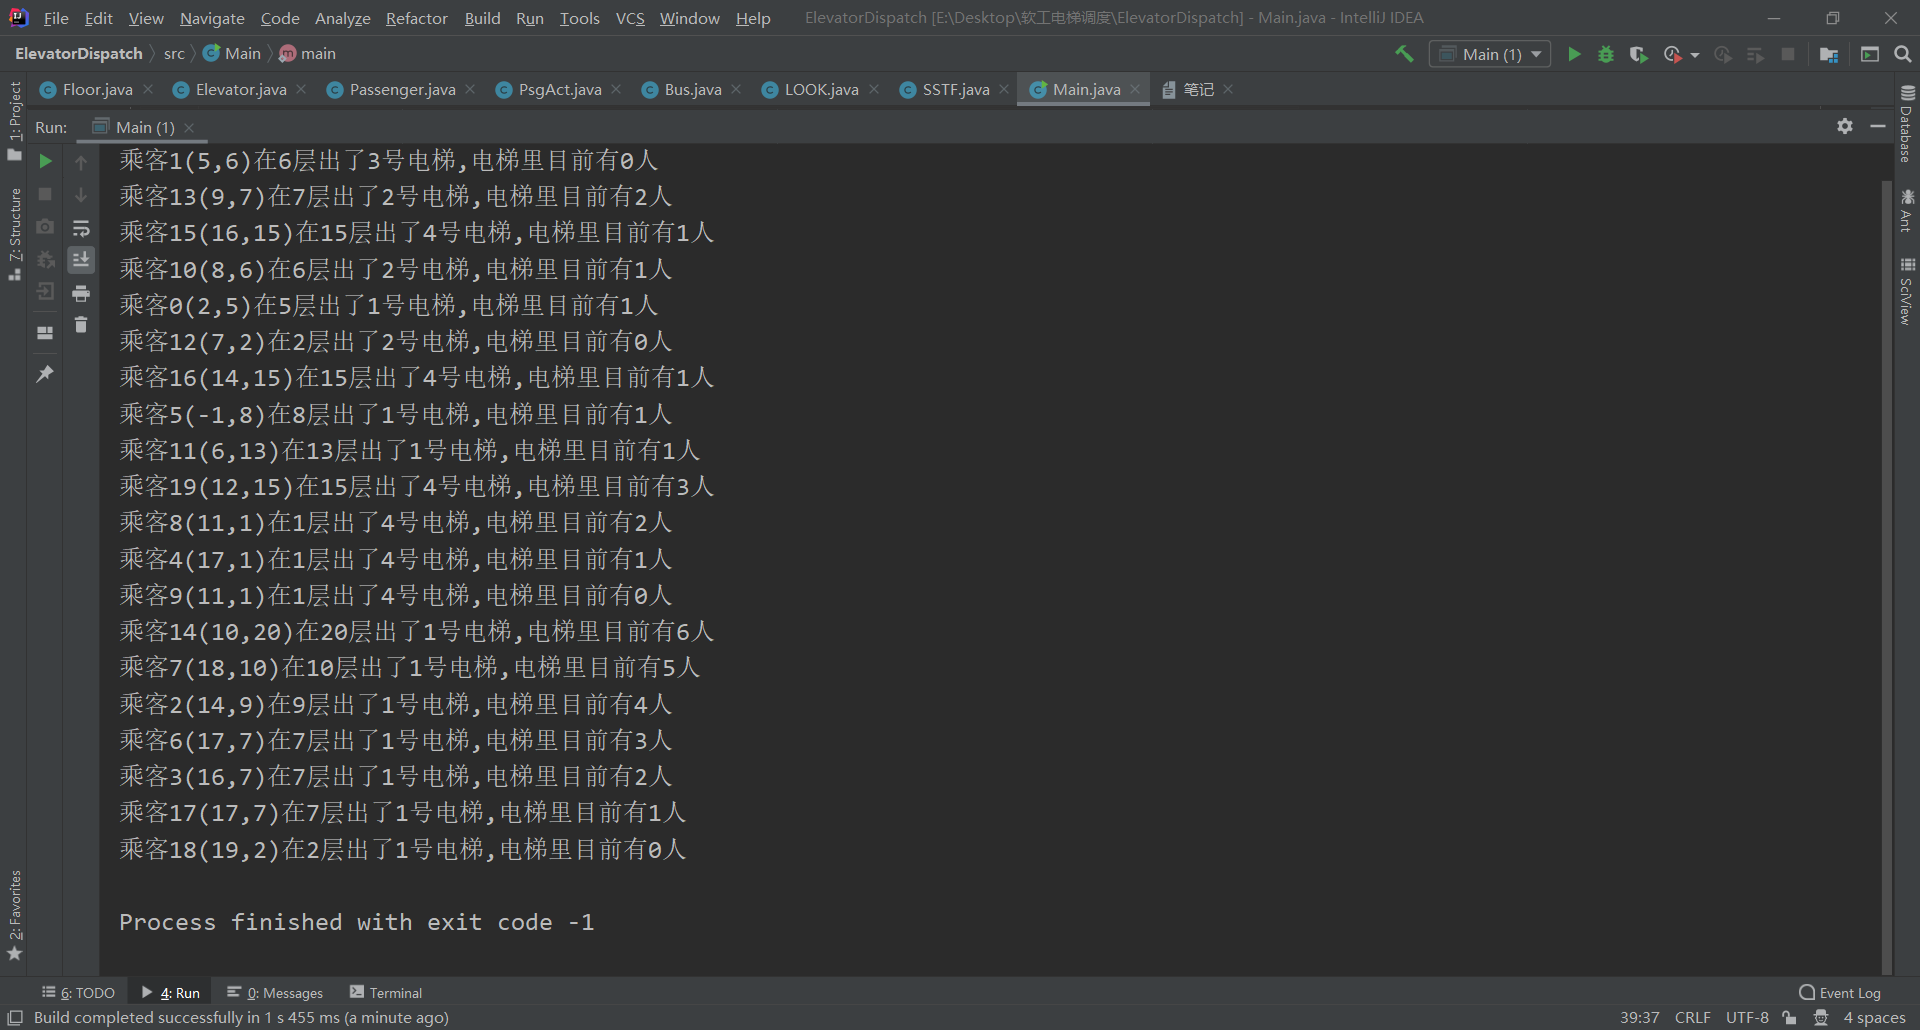 File Edit View Navigate Code Analyze Refactor Build Run Tools VCS Window Help ElevatorDispatch [E:\Desktop\软工电梯调度\ElevatorDispatch] - Main.java - IntelliJ IDEA
ElevatorDispatch src Main main Main (1)
Floor.java Elevator.java Passenger.java PsgAct.java Bus.java LOOK.java SSTF.java Main.java 笔记
Run: Main (1)
1: Project
7: Structure
2: Favorites
Database
Ant
SciView
乘客1(5,6)在6层出了3号电梯,电梯里目前有0人
乘客13(9,7)在7层出了2号电梯,电梯里目前有2人
乘客15(16,15)在15层出了4号电梯,电梯里目前有1人
乘客10(8,6)在6层出了2号电梯,电梯里目前有1人
乘客0(2,5)在5层出了1号电梯,电梯里目前有1人
乘客12(7,2)在2层出了2号电梯,电梯里目前有0人
乘客16(14,15)在15层出了4号电梯,电梯里目前有1人
乘客5(-1,8)在8层出了1号电梯,电梯里目前有1人
乘客11(6,13)在13层出了1号电梯,电梯里目前有1人
乘客19(12,15)在15层出了4号电梯,电梯里目前有3人
乘客8(11,1)在1层出了4号电梯,电梯里目前有2人
乘客4(17,1)在1层出了4号电梯,电梯里目前有1人
乘客9(11,1)在1层出了4号电梯,电梯里目前有0人
乘客14(10,20)在20层出了1号电梯,电梯里目前有6人
乘客7(18,10)在10层出了1号电梯,电梯里目前有5人
乘客2(14,9)在9层出了1号电梯,电梯里目前有4人
乘客6(17,7)在7层出了1号电梯,电梯里目前有3人
乘客3(16,7)在7层出了1号电梯,电梯里目前有2人
乘客17(17,7)在7层出了1号电梯,电梯里目前有1人
乘客18(19,2)在2层出了1号电梯,电梯里目前有0人
Process finished with exit code -1
6: TODO 4: Run 0: Messages Terminal Event Log
Build completed successfully in 1 s 455 ms (a minute ago) 39:37 CRLF UTF-8 4 spaces